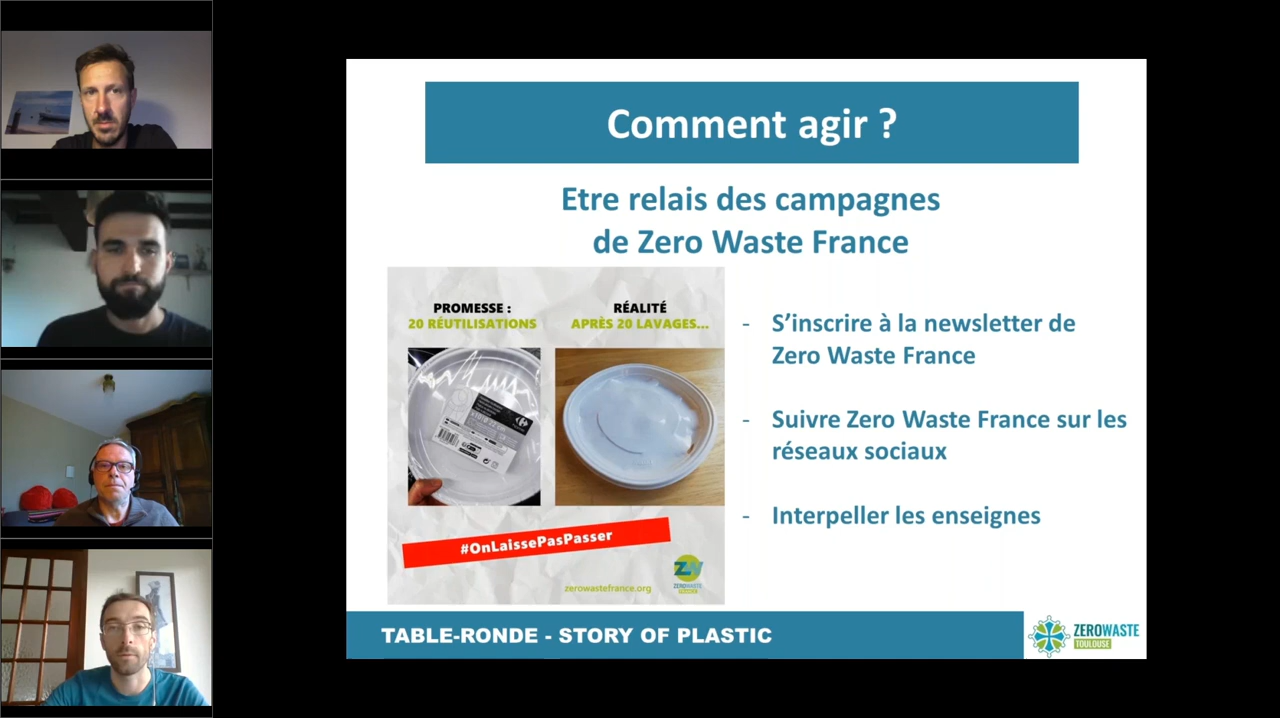 Comment agir ?
Etre relais des campagnes
de Zero Waste France
PROMESSE :
20 RÉUTILISATIONS
RÉALITÉ
APRÈS 20 LAVAGES...
#OnLaissePasPasser
zerowastefrance.org
ZW
ZEROWASTE
- S’inscrire à la newsletter de
Zero Waste France
- Suivre Zero Waste France sur les
réseaux sociaux
- Interpeller les enseignes
TABLE-RONDE - STORY OF PLASTIC
ZEROWASTE
TOULOUSE